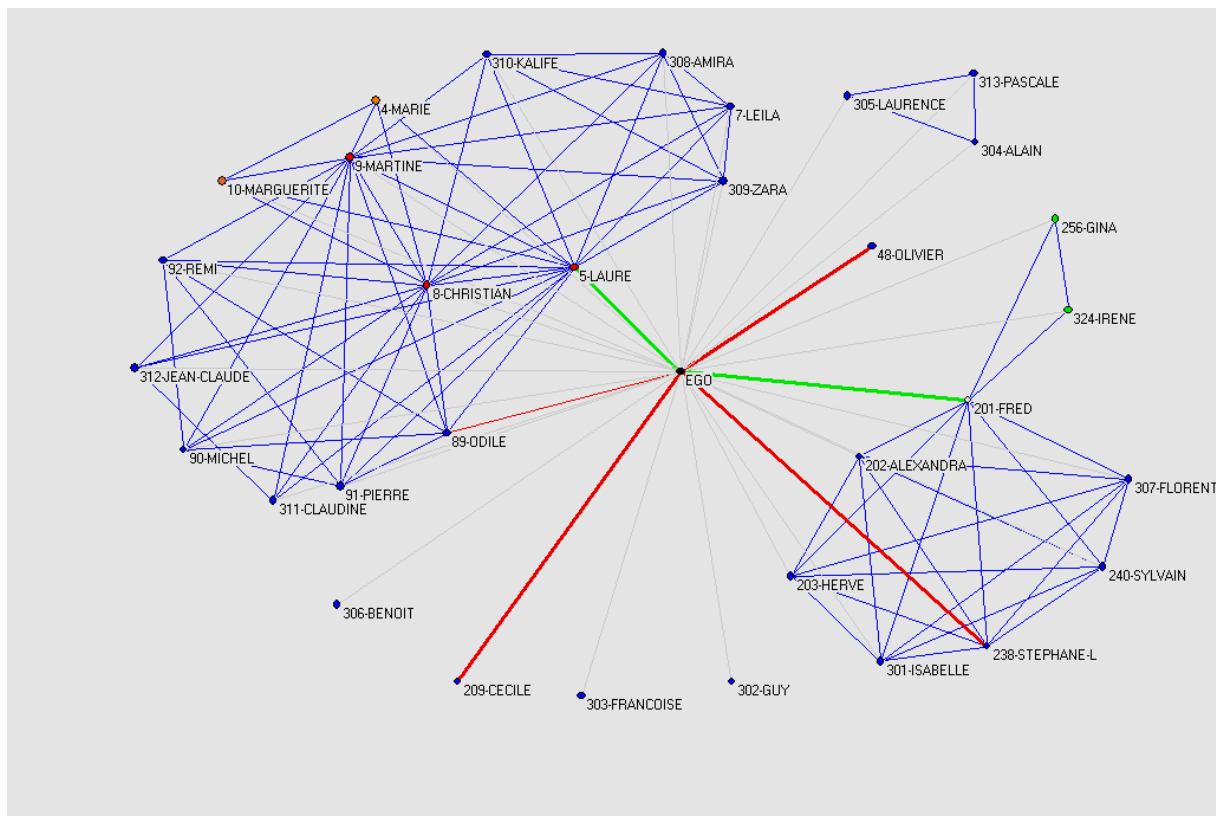 310-KALIFE
308-AMIRA
313-PASCALE
305-LAURENCE
4-MARIE
7-LEILA
304-ALAIN
9-MARTINE
10-MARGUERITE
309-ZARA
256-GINA
48-OLIVIER
92-REMI
5-LAURE
8-CHRISTIAN
324-IRENE
312-JEAN-CLAUDE
EGO
201-FRED
89-ODILE
90-MICHEL
202-ALEXANDRA
307-FLORENT
91-PIERRE
311-CLAUDINE
203-HERVE
240-SYLVAIN
306-BENOIT
238-STEPHANE-L
301-ISABELLE
209-CECILE
302-GUY
303-FRANCOISE